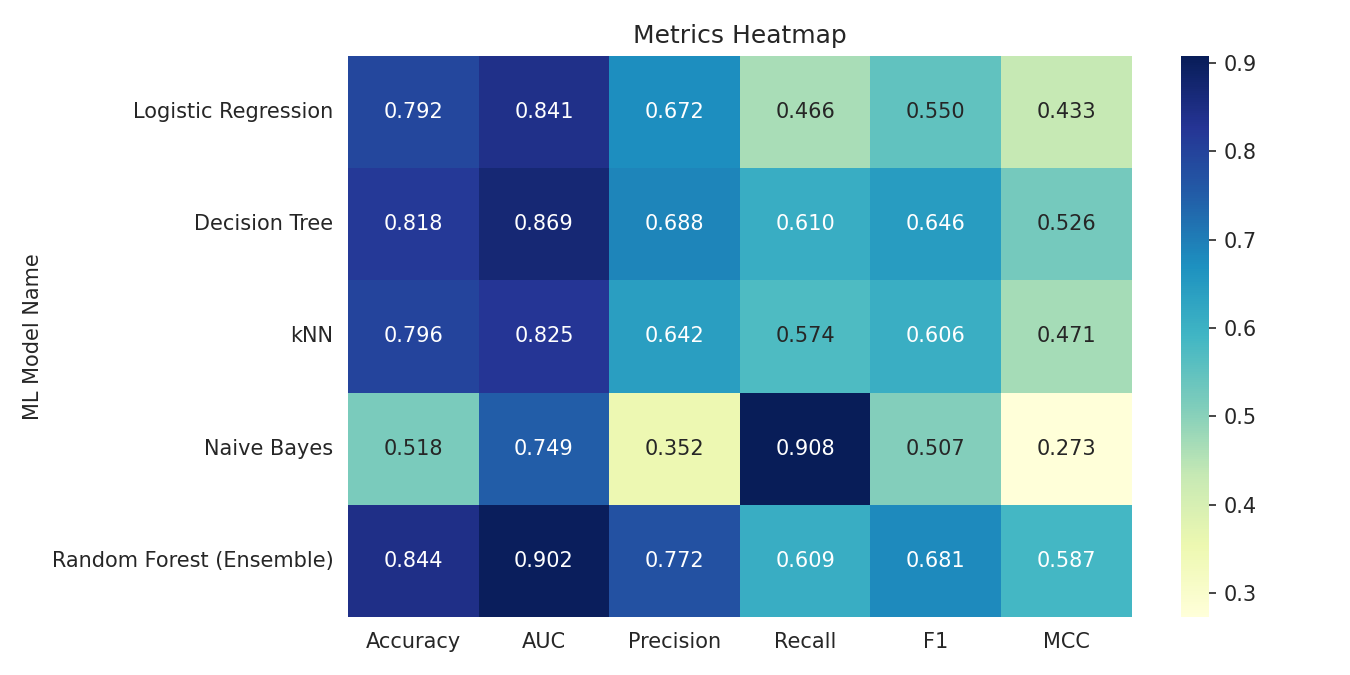 Metrics Heatmap
ML Model Name
Logistic Regression 0.792 0.841 0.672 0.466 0.550 0.433
Decision Tree 0.818 0.869 0.688 0.610 0.646 0.526
kNN 0.796 0.825 0.642 0.574 0.606 0.471
Naive Bayes 0.518 0.749 0.352 0.908 0.507 0.273
Random Forest (Ensemble) 0.844 0.902 0.772 0.609 0.681 0.587
Accuracy AUC Precision Recall F1 MCC
0.9
0.8
0.7
0.6
0.5
0.4
0.3